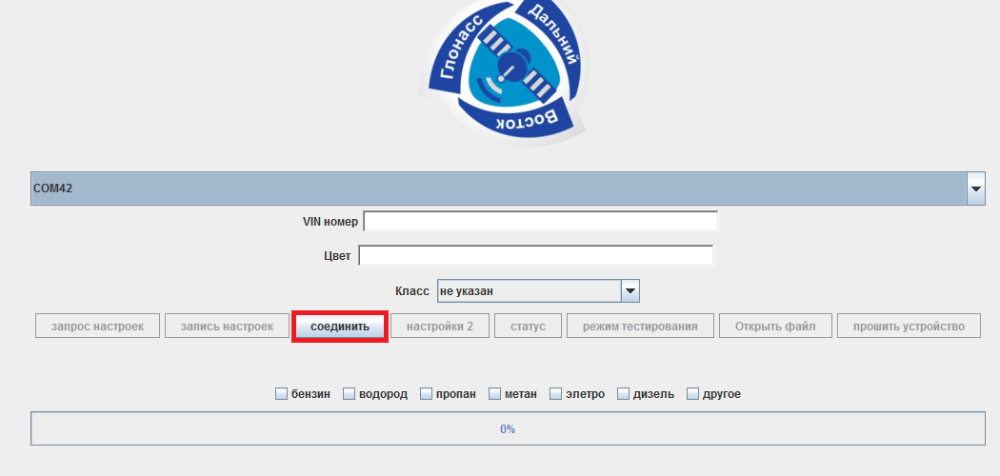 Глонасс
Дальний
Восток
COM42
VIN номер
Цвет
Класс не указан
запрос настроек запись настроек соединить настройки 2 статус режим тестирования Открыть файл прошить устройство
бензин водород пропан метан элетро дизель другое
0%